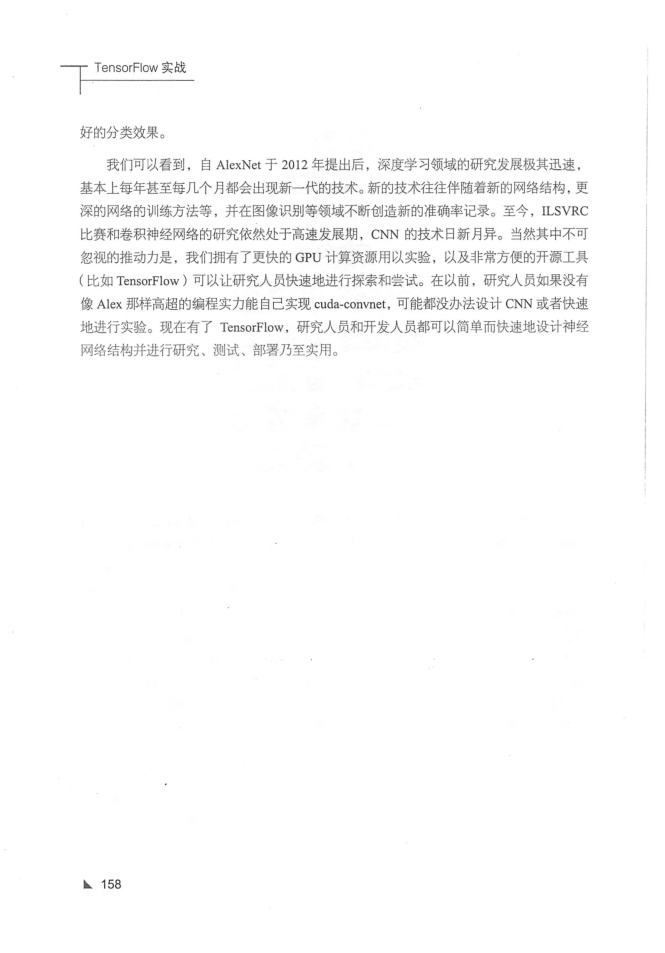 TensorFlow 实战
好的分类效果。
我们可以看到，自 AlexNet 于 2012 年提出后，深度学习领域的研究发展极其迅速，
基本上每年甚至每几个月都会出现新一代的技术。新的技术往往伴随着新的网络结构，更
深的网络的训练方法等，并在图像识别等领域不断创造新的准确率记录。至今，ILSVRC
比赛和卷积神经网络的研究依然处于高速发展期，CNN 的技术日新月异。当然其中不可
忽视的推动力是，我们拥有了更快的 GPU 计算资源用以实验，以及非常方便的开源工具
（比如 TensorFlow）可以让研究人员快速地进行探索和尝试。在以前，研究人员如果没有
像 Alex 那样高超的编程实力能自己实现 cuda-convnet，可能都没办法设计 CNN 或者快速
地进行实验。现在有了 TensorFlow，研究人员和开发人员都可以简单而快速地设计神经
网络结构并进行研究、测试、部署乃至实用。
158